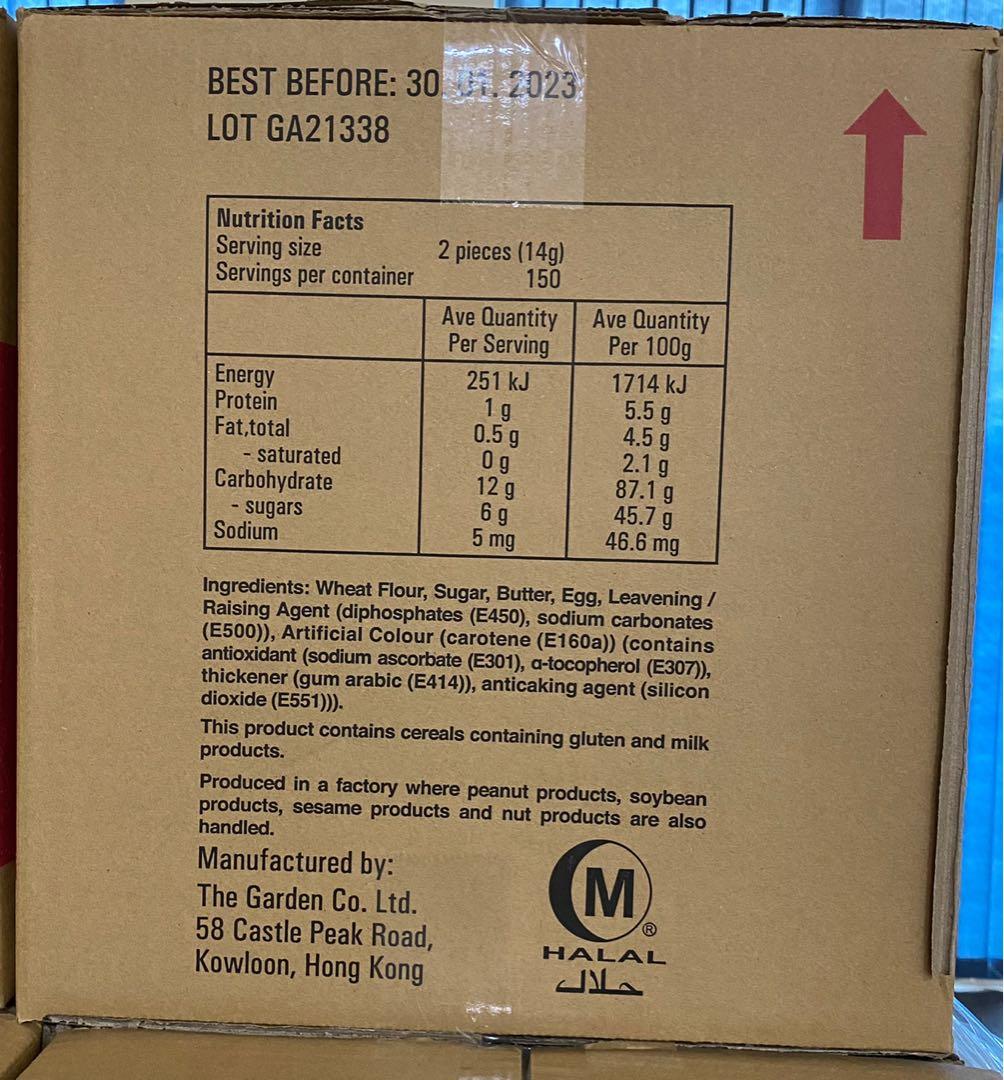 BEST BEFORE: 30. 01. 2023
LOT GA21338
Nutrition Facts
Serving size 2 pieces (14g)
Servings per container 150
Ave Quantity Per Serving Ave Quantity Per 100g
Energy 251 kJ 1714 kJ
Protein 1 g 5.5 g
Fat,total 0.5 g 4.5 g
- saturated 0 g 2.1 g
Carbohydrate 12 g 87.1 g
- sugars 6 g 45.7 g
Sodium 5 mg 46.6 mg
Ingredients: Wheat Flour, Sugar, Butter, Egg, Leavening /
Raising Agent (diphosphates (E450), sodium carbonates
(E500)), Artificial Colour (carotene (E160a)) (contains
antioxidant (sodium ascorbate (E301), α-tocopherol (E307)),
thickener (gum arabic (E414)), anticaking agent (silicon
dioxide (E551))).
This product contains cereals containing gluten and milk
products.
Produced in a factory where peanut products, soybean
products, sesame products and nut products are also
handled.
Manufactured by:
The Garden Co. Ltd.
58 Castle Peak Road,
Kowloon, Hong Kong
M®
HALAL
حلال